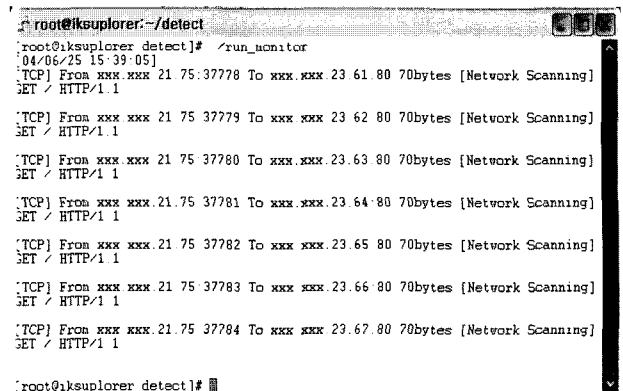 root@iksuplorer:~/detect
[root@iksuplorer detect]# /run_monitor
[04/06/25 15:39:05]
[TCP] From xxx.xxx 21 75:37778 To xxx.xxx 23.61.80 70bytes [Network Scanning]
GET / HTTP/1.1
[TCP] From xxx.xxx 21 75 37779 To xxx xxx 23 62 80 70bytes [Network Scanning]
GET / HTTP/1 1
[TCP] From xxx.xxx 21 75 37780 To xxx.xxx.23.63.80 70bytes [Network Scanning]
GET / HTTP/1 1
[TCP] From xxx xxx.21.75 37781 To xxx.xxx.23.64 80 70bytes [Network Scanning]
GET / HTTP/1 1
[TCP] From xxx xxx.21.75 37782 To xxx.xxx.23.65 80 70bytes [Network Scanning]
GET / HTTP/1.1
[TCP] From xxx xxx.21 75 37783 To xxx xxx.23.66 80 70bytes [Network Scanning]
GET / HTTP/1 1
[TCP] From xxx xxx.21.75 37784 To xxx xxx.23.67.80 70bytes [Network Scanning]
GET / HTTP/1 1
[root@iksuplorer detect]#